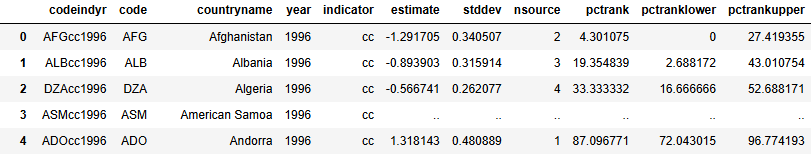 codeindyr code countryname year indicator estimate stddev nsource pctrank pctranklower pctrankupper
0 AFGcc1996 AFG Afghanistan 1996 cc -1.291705 0.340507 2 4.301075 0 27.419355
1 ALBcc1996 ALB Albania 1996 cc -0.893903 0.315914 3 19.354839 2.688172 43.010754
2 DZAcc1996 DZA Algeria 1996 cc -0.566741 0.262077 4 33.333332 16.666666 52.688171
3 ASMcc1996 ASM American Samoa 1996 cc .. .. .. .. .. ..
4 ADOcc1996 ADO Andorra 1996 cc 1.318143 0.480889 1 87.096771 72.043015 96.774193